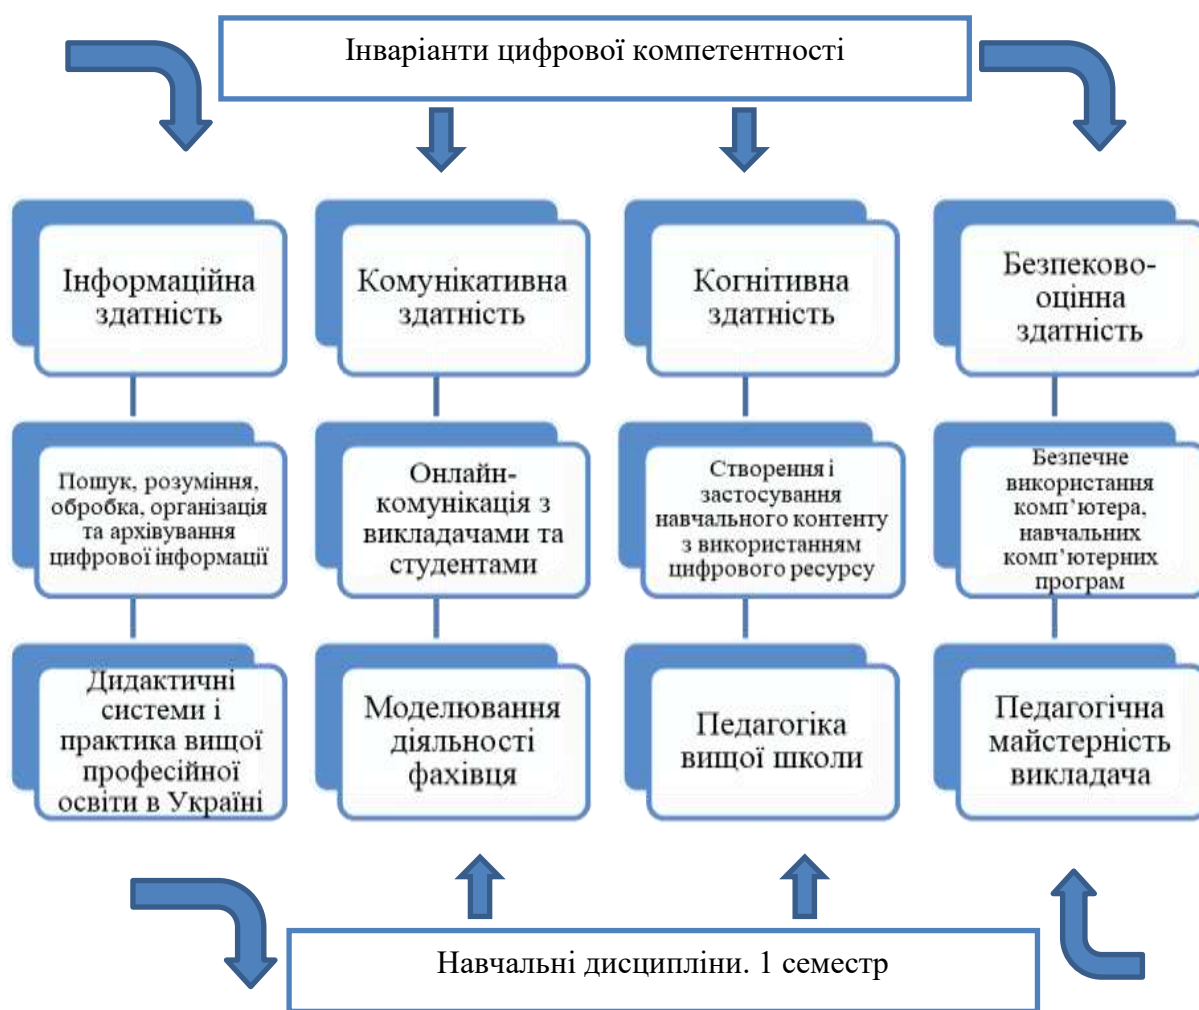 Інваріанти цифрової компетентності
Інформаційна
здатність
Комунікативна
здатність
Когнітивна
здатність
Безпеково-
оцінна
здатність
Пошук, розуміння,
обробка, організація
та архівування
цифрової інформації
Онлайн-
комунікація з
викладачами та
студентами
Створення і
застосування
навчального контенту
з використанням
цифрового ресурсу
Безпечне
використання
комп’ютера,
навчальних
комп’ютерних
програм
Дидактичні
системи і
практика вищої
професійної
освіти в Україні
Моделювання
діяльності
фахівця
Педагогіка
вищої школи
Педагогічна
майстерність
викладача
Навчальні дисципліни. 1 семестр